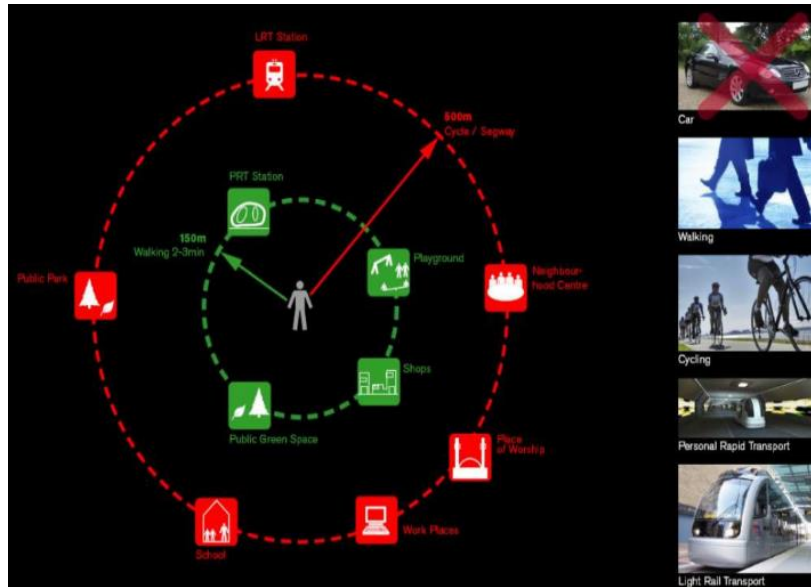 LRT Station
500m
Cycle / Segway
PRT Station
150m
Walking 2-3min
Playground
Public Park
Neighbour-
hood Centre
Shops
Public Green Space
Place
of Worship
Work Places
School
Car
Walking
Cycling
Personal Rapid Transport
Light Rail Transport